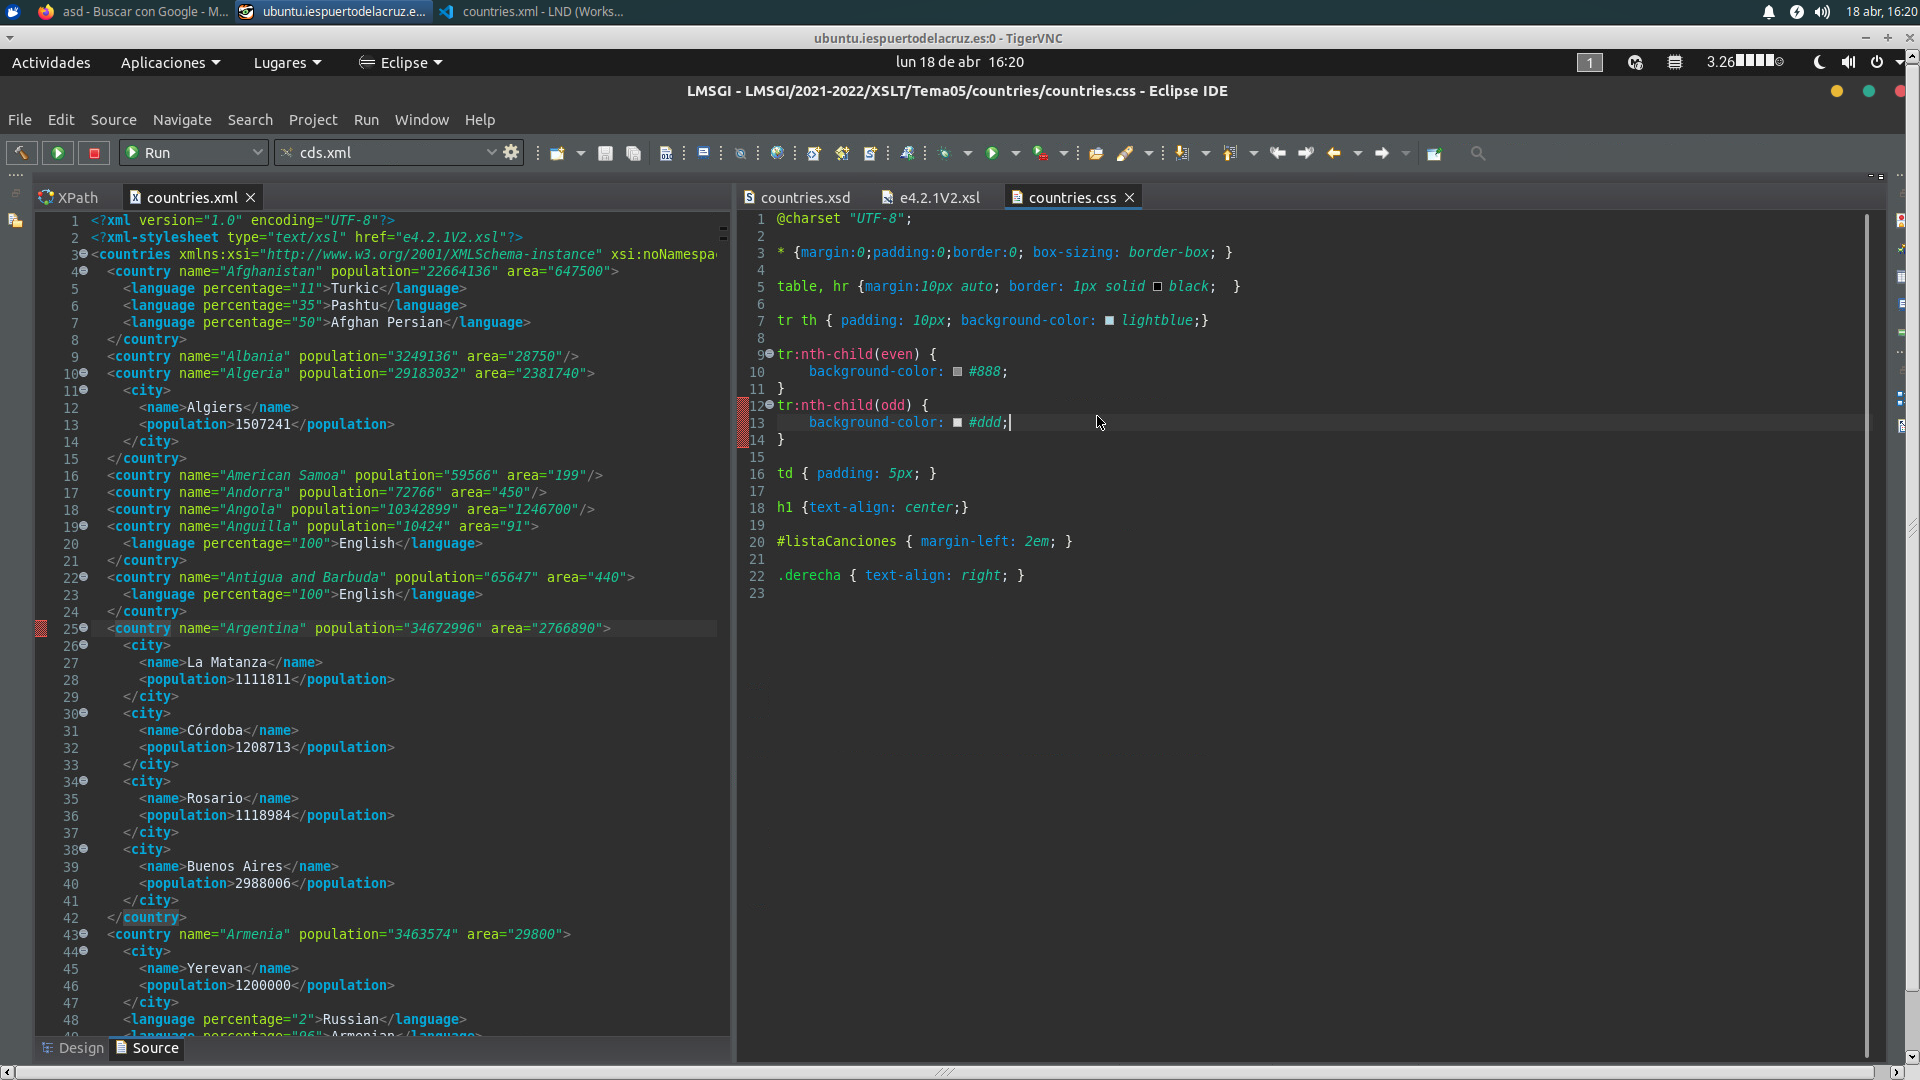 asd - Buscar con Google - M...
ubuntu.iespuertodelacruz.e...
countries.xml - LND (Works...
18 abr, 16:20
ubuntu.iespuertodelacruz.es:0 - TigerVNC
Actividades
Aplicaciones
Lugares
Eclipse
lun 18 de abr  16:20
1
3.26
LMSGI - LMSGI/2021-2022/XSLT/Tema05/countries/countries.css - Eclipse IDE
File Edit Source Navigate Search Project Run Window Help
Run
cds.xml
XPath
countries.xml
1 <?xml version="1.0" encoding="UTF-8"?>
2 <?xml-stylesheet type="text/xsl" href="e4.2.1V2.xsl"?>
3 <countries xmlns:xsi="http://www.w3.org/2001/XMLSchema-instance" xsi:noNamespa
4 <country name="Afghanistan" population="22664136" area="647500">
5 <language percentage="11">Turkic</language>
6 <language percentage="35">Pashtu</language>
7 <language percentage="50">Afghan Persian</language>
8 </country>
9 <country name="Albania" population="3249136" area="28750"/>
10 <country name="Algeria" population="29183032" area="2381740">
11 <city>
12 <name>Algiers</name>
13 <population>1507241</population>
14 </city>
15 </country>
16 <country name="American Samoa" population="59566" area="199"/>
17 <country name="Andorra" population="72766" area="450"/>
18 <country name="Angola" population="10342899" area="1246700"/>
19 <country name="Anguilla" population="10424" area="91">
20 <language percentage="100">English</language>
21 </country>
22 <country name="Antigua and Barbuda" population="65647" area="440">
23 <language percentage="100">English</language>
24 </country>
25 <country name="Argentina" population="34672996" area="2766890">
26 <city>
27 <name>La Matanza</name>
28 <population>1111811</population>
29 </city>
30 <city>
31 <name>Córdoba</name>
32 <population>1208713</population>
33 </city>
34 <city>
35 <name>Rosario</name>
36 <population>1118984</population>
37 </city>
38 <city>
39 <name>Buenos Aires</name>
40 <population>2988006</population>
41 </city>
42 </country>
43 <country name="Armenia" population="3463574" area="29800">
44 <city>
45 <name>Yerevan</name>
46 <population>1200000</population>
47 </city>
48 <language percentage="2">Russian</language>
49 <language percentage="96">Armenian</language>
Design
Source
countries.xsd
e4.2.1V2.xsl
countries.css
1 @charset "UTF-8";
2
3 * {margin:0;padding:0;border:0; box-sizing: border-box; }
4
5 table, hr {margin:10px auto; border: 1px solid black;  }
6
7 tr th { padding: 10px; background-color: lightblue;}
8
9 tr:nth-child(even) {
10 background-color: #888;
11 }
12 tr:nth-child(odd) {
13 background-color: #ddd;
14 }
15
16 td { padding: 5px; }
17
18 h1 {text-align: center;}
19
20 #listaCanciones { margin-left: 2em; }
21
22 .derecha { text-align: right; }
23